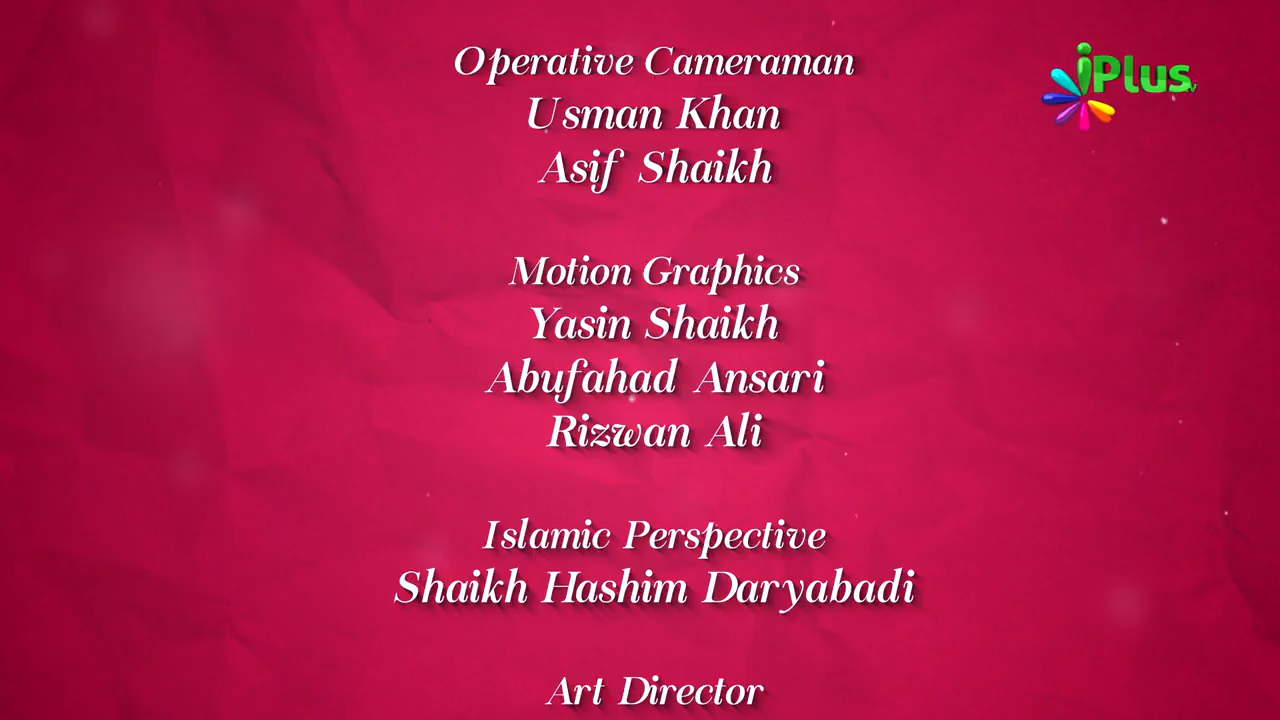 Operative Cameraman
iPlus tv
Usman Khan
Asif Shaikh
Motion Graphics
Yasin Shaikh
Abufahad Ansari
Rizwan Ali
Islamic Perspective
Shaikh Hashim Daryabadi
Art Director